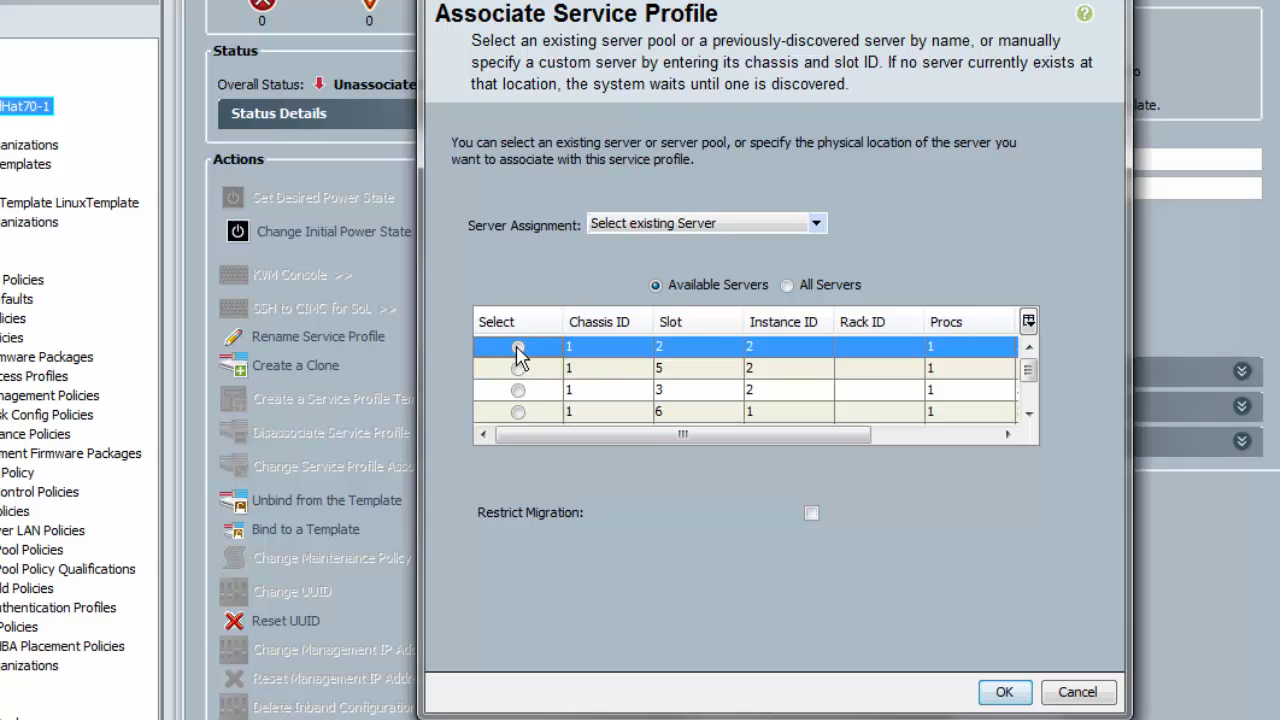 0
0
Status
Overall Status: Unassociate
Status Details
Actions
Set Desired Power State
Change Initial Power State
KVM Console >>
SSH to CIMC for SoL >>
Rename Service Profile
Create a Clone
Create a Service Profile Tem
Disassociate Service Profile
Change Service Profile Asso
Unbind from the Template
Bind to a Template
Change Maintenance Policy
Change UUID
Reset UUID
Change Management IP Add
Reset Management IP Addr
Delete Inband Configuration
Hat70-1
anizations
emplates
Template LinuxTemplate
anizations
Policies
faults
licies
icies
mware Packages
cess Profiles
nagement Policies
sk Config Policies
ance Policies
ment Firmware Packages
Policy
ontrol Policies
licies
ver LAN Policies
Pool Policies
Pool Policy Qualifications
ld Policies
uthentication Profiles
Policies
HBA Placement Policies
anizations
Associate Service Profile
?
Select an existing server pool or a previously-discovered server by name, or manually
specify a custom server by entering its chassis and slot ID. If no server currently exists at
that location, the system waits until one is discovered.
You can select an existing server or server pool, or specify the physical location of the server you
want to associate with this service profile.
Server Assignment: Select existing Server
Available Servers All Servers
Select Chassis ID Slot Instance ID Rack ID Procs
1 2 2 1
1 5 2 1
1 3 2 1
1 6 1 1
Restrict Migration:
OK Cancel
o
late.